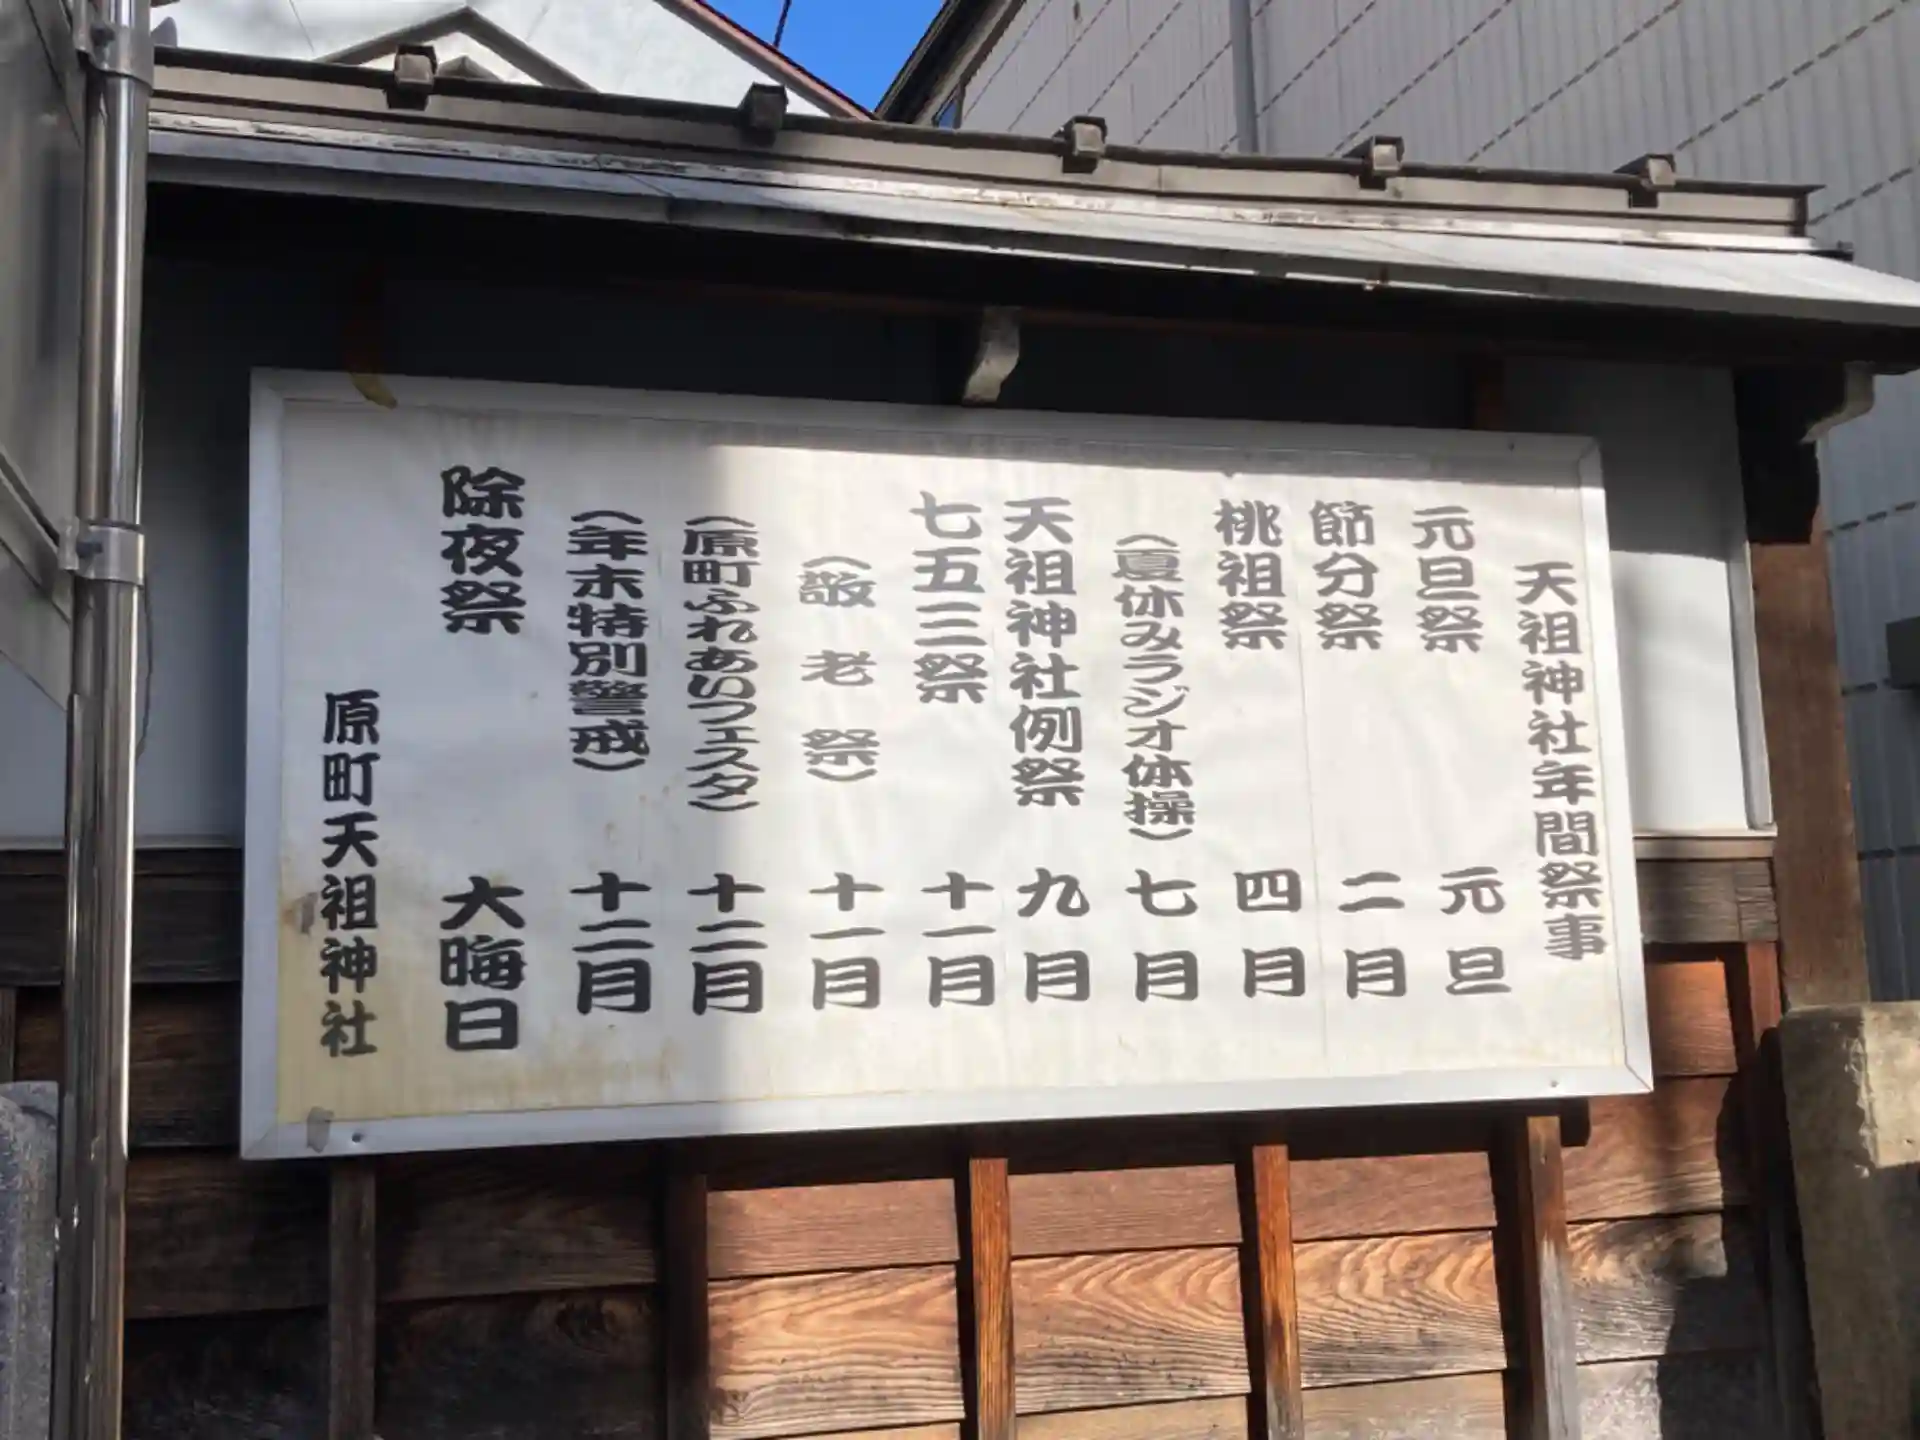 天祖神社年間祭事
元旦祭 元旦
節分祭 二月
桃祖祭 四月
（夏休みラジオ体操） 七月
天祖神社例祭 九月
七五三祭 十一月
（敬老祭） 十一月
（原町ふれあいフェスタ） 十二月
（年末特別警戒） 十二月
除夜祭 大晦日
原町天祖神社